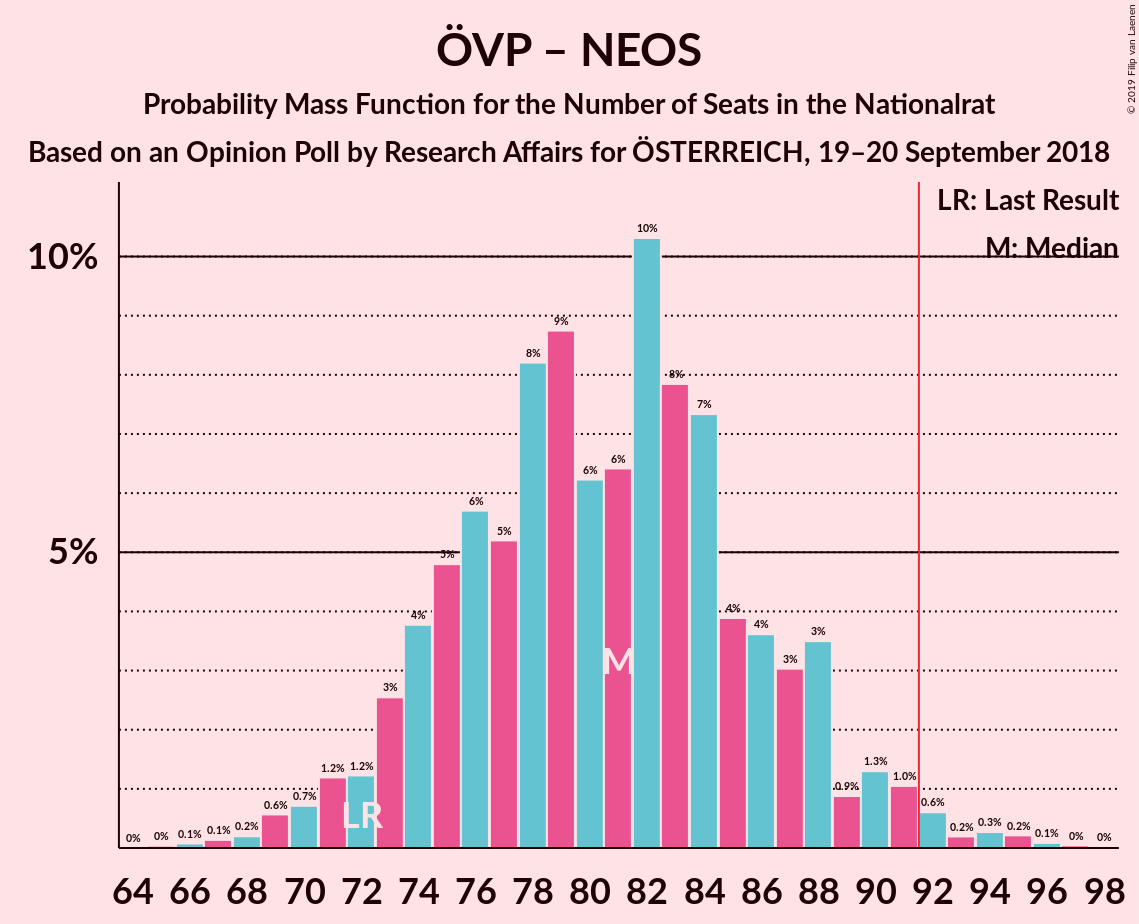 ÖVP – NEOS
Probability Mass Function for the Number of Seats in the Nationalrat
Based on an Opinion Poll by Research Affairs for ÖSTERREICH, 19–20 September 2018
© 2019 Filip van Laenen
LR: Last Result
M: Median
10%
5%
0% 0% 0.1% 0.1% 0.2% 0.6% 0.7% 1.2% 1.2% 3% 4% 5% 6% 5% 8% 9% 6% 6% 10% 8% 7% 4% 4% 3% 3% 0.9% 1.3% 1.0% 0.6% 0.2% 0.3% 0.2% 0.1% 0% 0%
M
LR
64 66 68 70 72 74 76 78 80 82 84 86 88 90 92 94 96 98